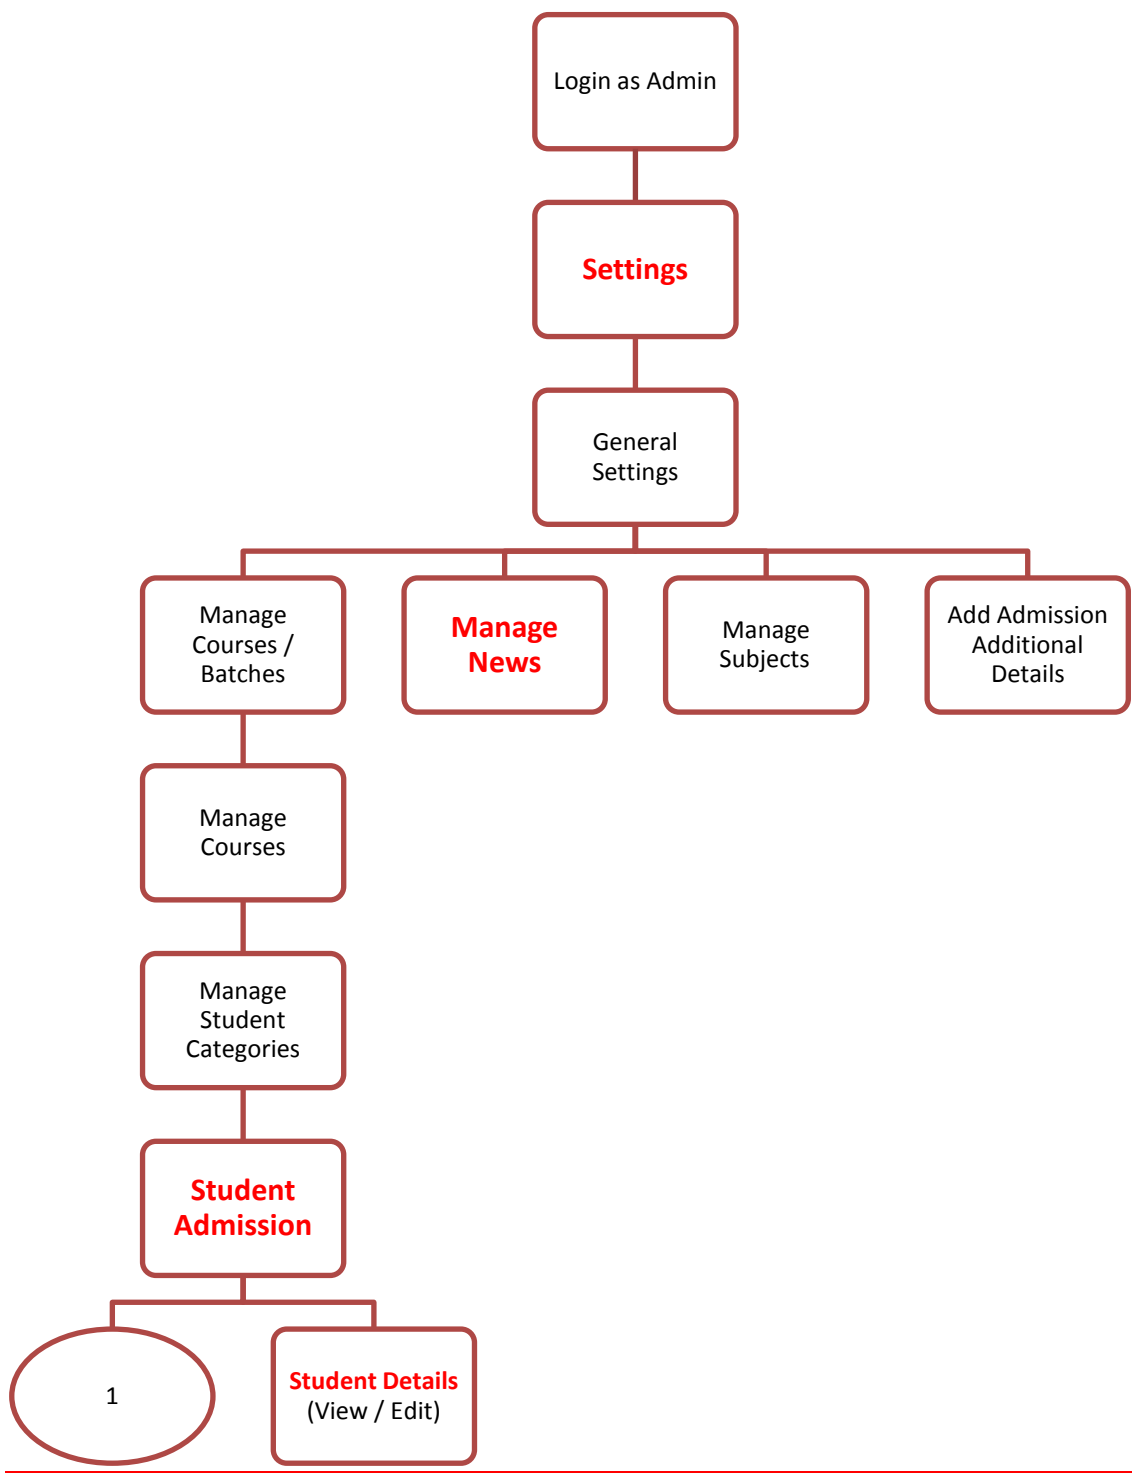 Login as Admin
Settings
General
Settings
Manage
Courses /
Batches
Manage
News
Manage
Subjects
Add Admission
Additional
Details
Manage
Courses
Manage
Student
Categories
Student
Admission
1
Student Details
(View / Edit)